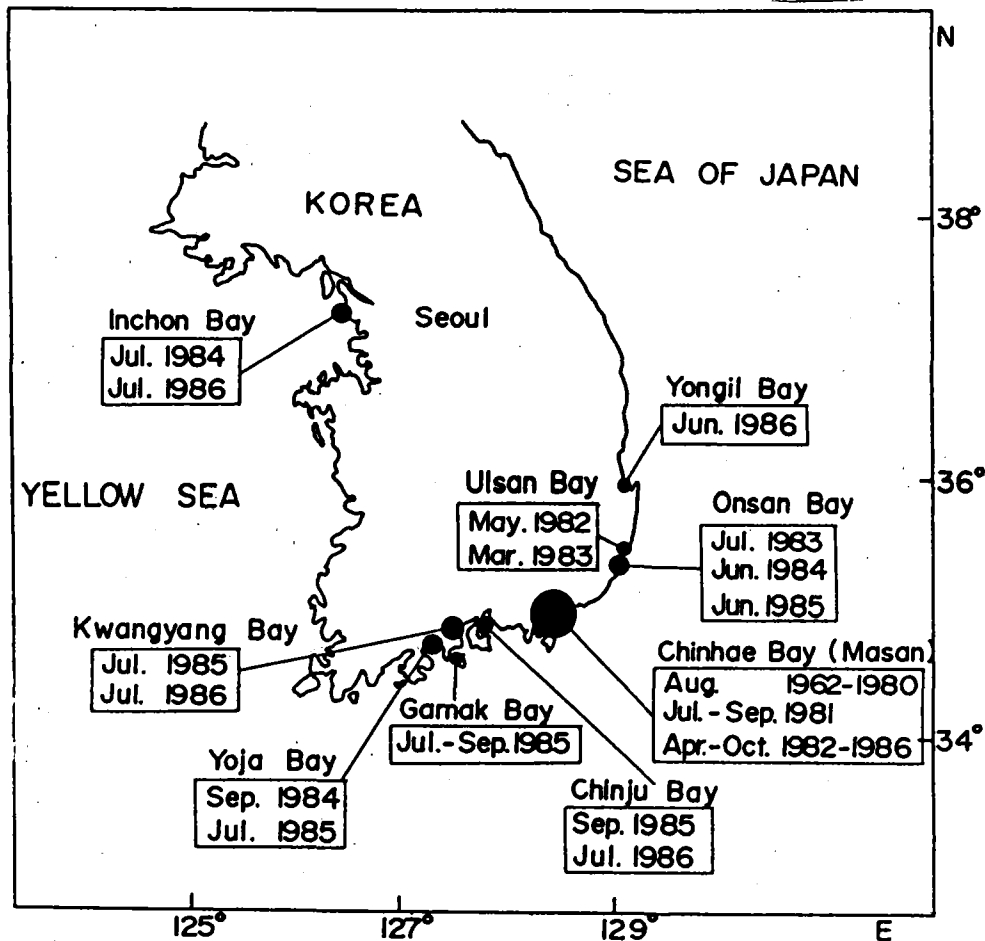 N
SEA OF JAPAN
KOREA
38°
Inchon Bay
Jul. 1984
Jul. 1986
Seoul
Yongil Bay
Jun. 1986
YELLOW SEA
36°
Ulsan Bay
May. 1982
Mar. 1983
Onsan Bay
Jul. 1983
Jun. 1984
Jun. 1985
Kwangyang Bay
Jul. 1985
Jul. 1986
Chinhae Bay (Masan)
Aug. 1962-1980
Jul.-Sep. 1981
Apr.-Oct. 1982-1986
Gamak Bay
Jul.-Sep. 1985
34°
Yoja Bay
Sep. 1984
Jul. 1985
Chinju Bay
Sep. 1985
Jul. 1986
125° 127° 129° E